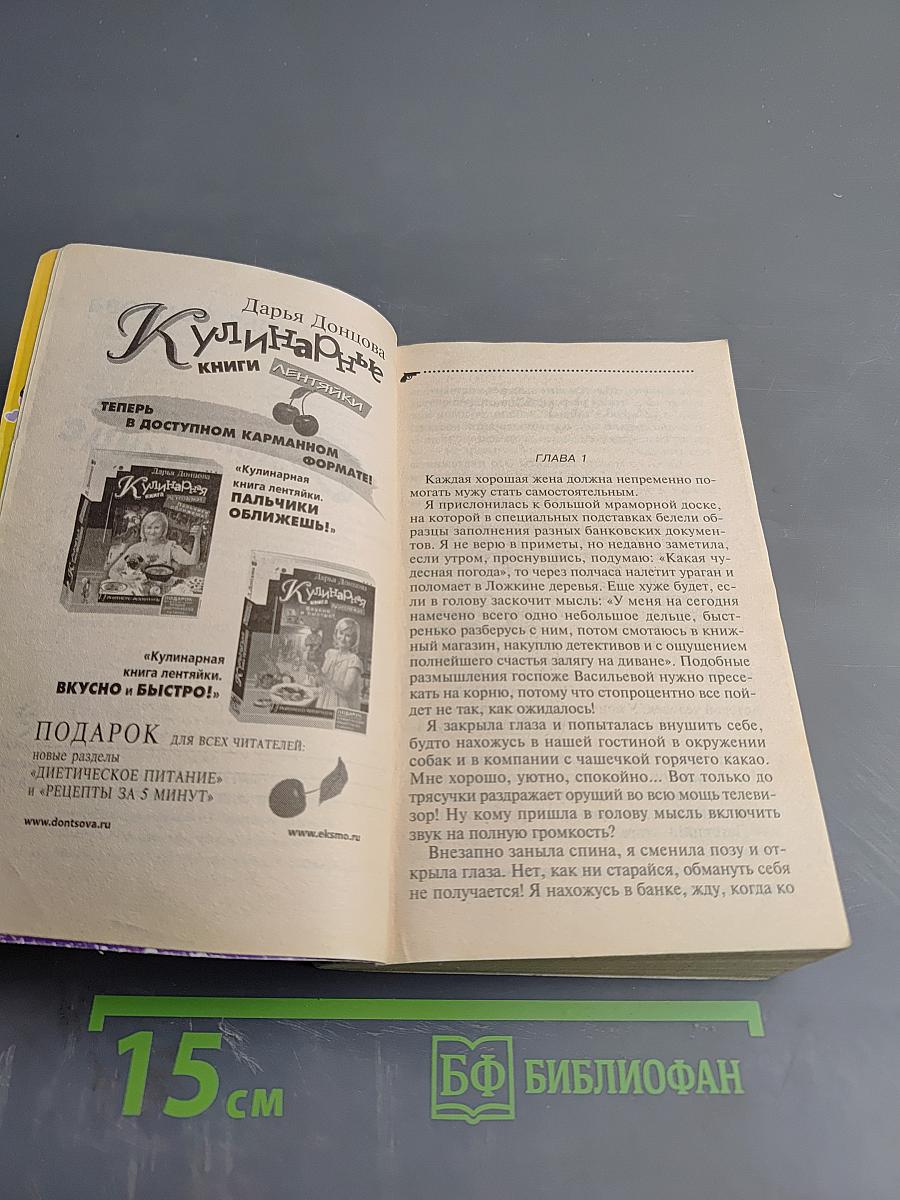 Дарья Донцова
Кулинарные
книги
лентяйки
ТЕПЕРЬ
В ДОСТУПНОМ КАРМАННОМ
ФОРМАТЕ!
Дарья Донцова
Кулинарная
книга
«Кулинарная
книга лентяйки.
ПАЛЬЧИКИ
ОБЛИЖЕШЬ!»
Дарья Донцова
Кулинарная
книга
«Кулинарная
книга лентяйки.
ВКУСНО и БЫСТРО!»
ПОДАРОК ДЛЯ ВСЕХ ЧИТАТЕЛЕЙ:
новые разделы
«ДИЕТИЧЕСКОЕ ПИТАНИЕ»
и «РЕЦЕПТЫ ЗА 5 МИНУТ»
www.dontsova.ru
www.eksmo.ru
ГЛАВА 1
Каждая хорошая жена должна непременно по-
могать мужу стать самостоятельным.
Я прислонилась к большой мраморной доске,
на которой в специальных подставках белели об-
разцы заполнения разных банковских докумен-
тов. Я не верю в приметы, но недавно заметила,
если утром, проснувшись, подумаю: «Какая чу-
десная погода», то через полчаса налетит ураган и
поломает в Ложкине деревья. Еще хуже будет, ес-
ли в голову заскочит мысль: «У меня на сегодня
намечено всего одно небольшое дельце, быст-
ренько разберусь с ним, потом смотаюсь в книж-
ный магазин, накуплю детективов и с ощущением
полнейшего счастья залягу на диване». Подобные
размышления госпоже Васильевой нужно пресе-
кать на корню, потому что стопроцентно все пой-
дет не так, как ожидалось!
Я закрыла глаза и попыталась внушить себе,
будто нахожусь в нашей гостиной в окружении
собак и в компании с чашечкой горячего какао.
Мне хорошо, уютно, спокойно... Вот только до
трясучки раздражает орущий во всю мощь телеви-
зор! Ну кому пришла в голову мысль включить
звук на полную громкость?
Внезапно заныла спина, я сменила позу и от-
крыла глаза. Нет, как ни старайся, обмануть себя
не получается! Я нахожусь в банке, жду, когда ко
15 см
БФ БИБЛИОФАН